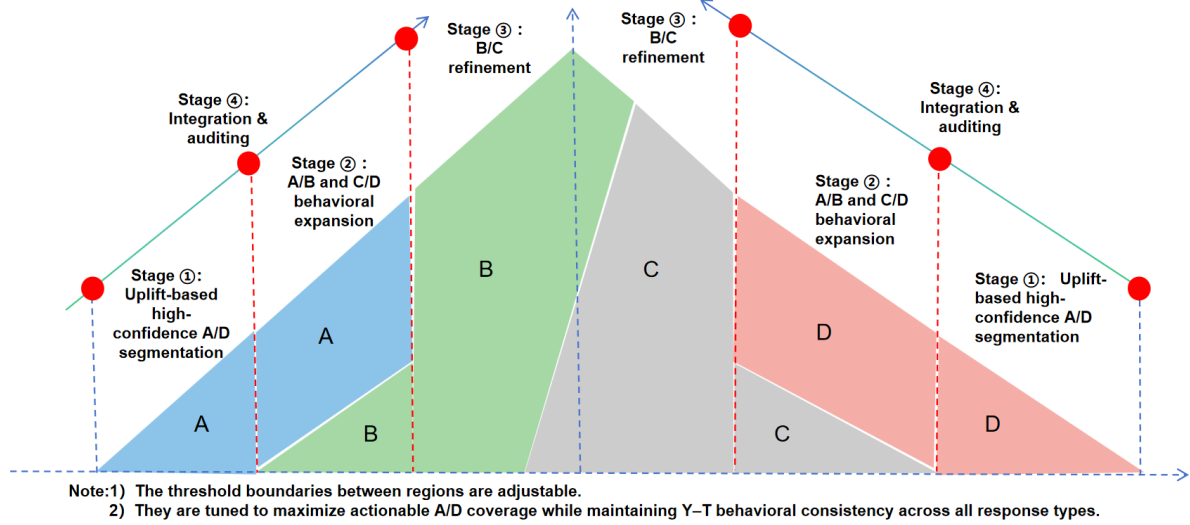 Stage ③：
B/C
refinement
Stage ③：
B/C
refinement
Stage ④:
Integration &
auditing
Stage ④:
Integration &
auditing
Stage ②：
A/B and C/D
behavioral
expansion
Stage ②：
A/B and C/D
behavioral
expansion
Stage ①:
Uplift-based
high-
confidence A/D
segmentation
Stage ①: Uplift-
based high-
confidence A/D
segmentation
A
A
B
B
C
C
D
D
Note:1) The threshold boundaries between regions are adjustable.
2) They are tuned to maximize actionable A/D coverage while maintaining Y–T behavioral consistency across all response types.